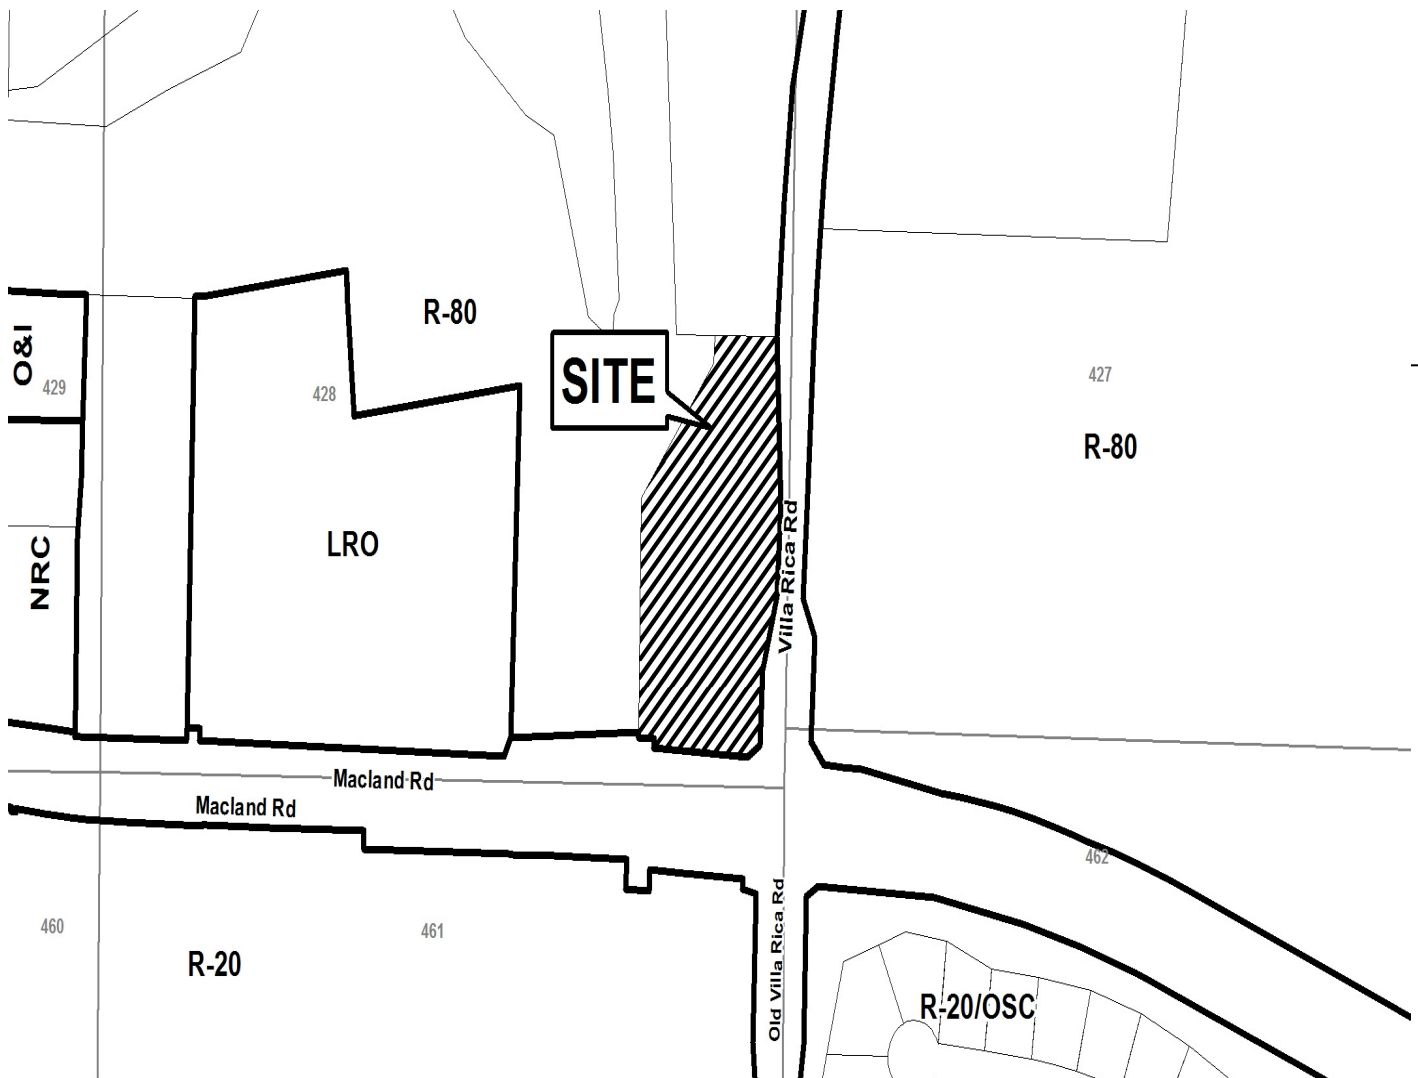 R-80
O&I
SITE
429
428
427
R-80
LRO
NRC
Villa Rica Rd
Macland Rd
Macland Rd
462
460
461
Old Villa Rica Rd
R-20
R-20/OSC